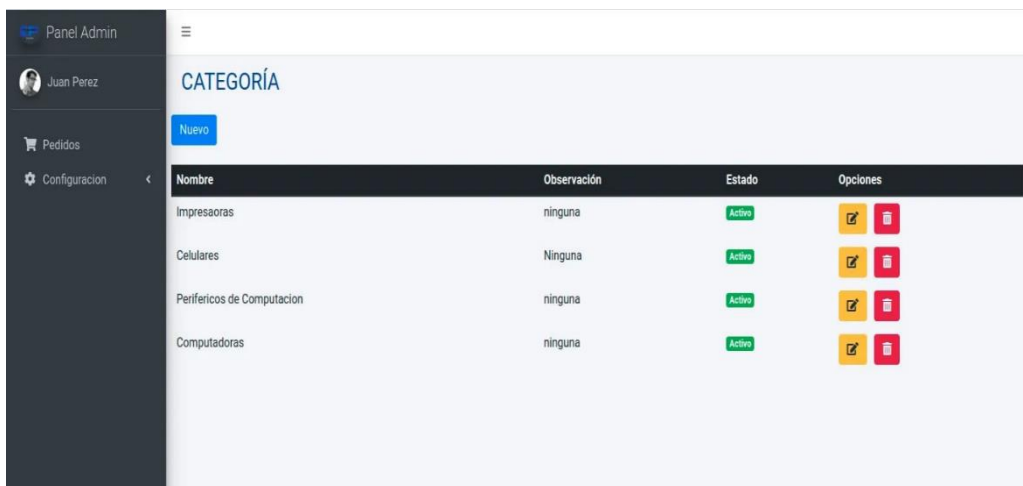 Panel Admin
Juan Perez
Pedidos
Configuracion
CATEGORÍA
Nuevo
Nombre Observación Estado Opciones
Impresaoras ninguna Activo
Celulares Ninguna Activo
Perifericos de Computacion ninguna Activo
Computadoras ninguna Activo